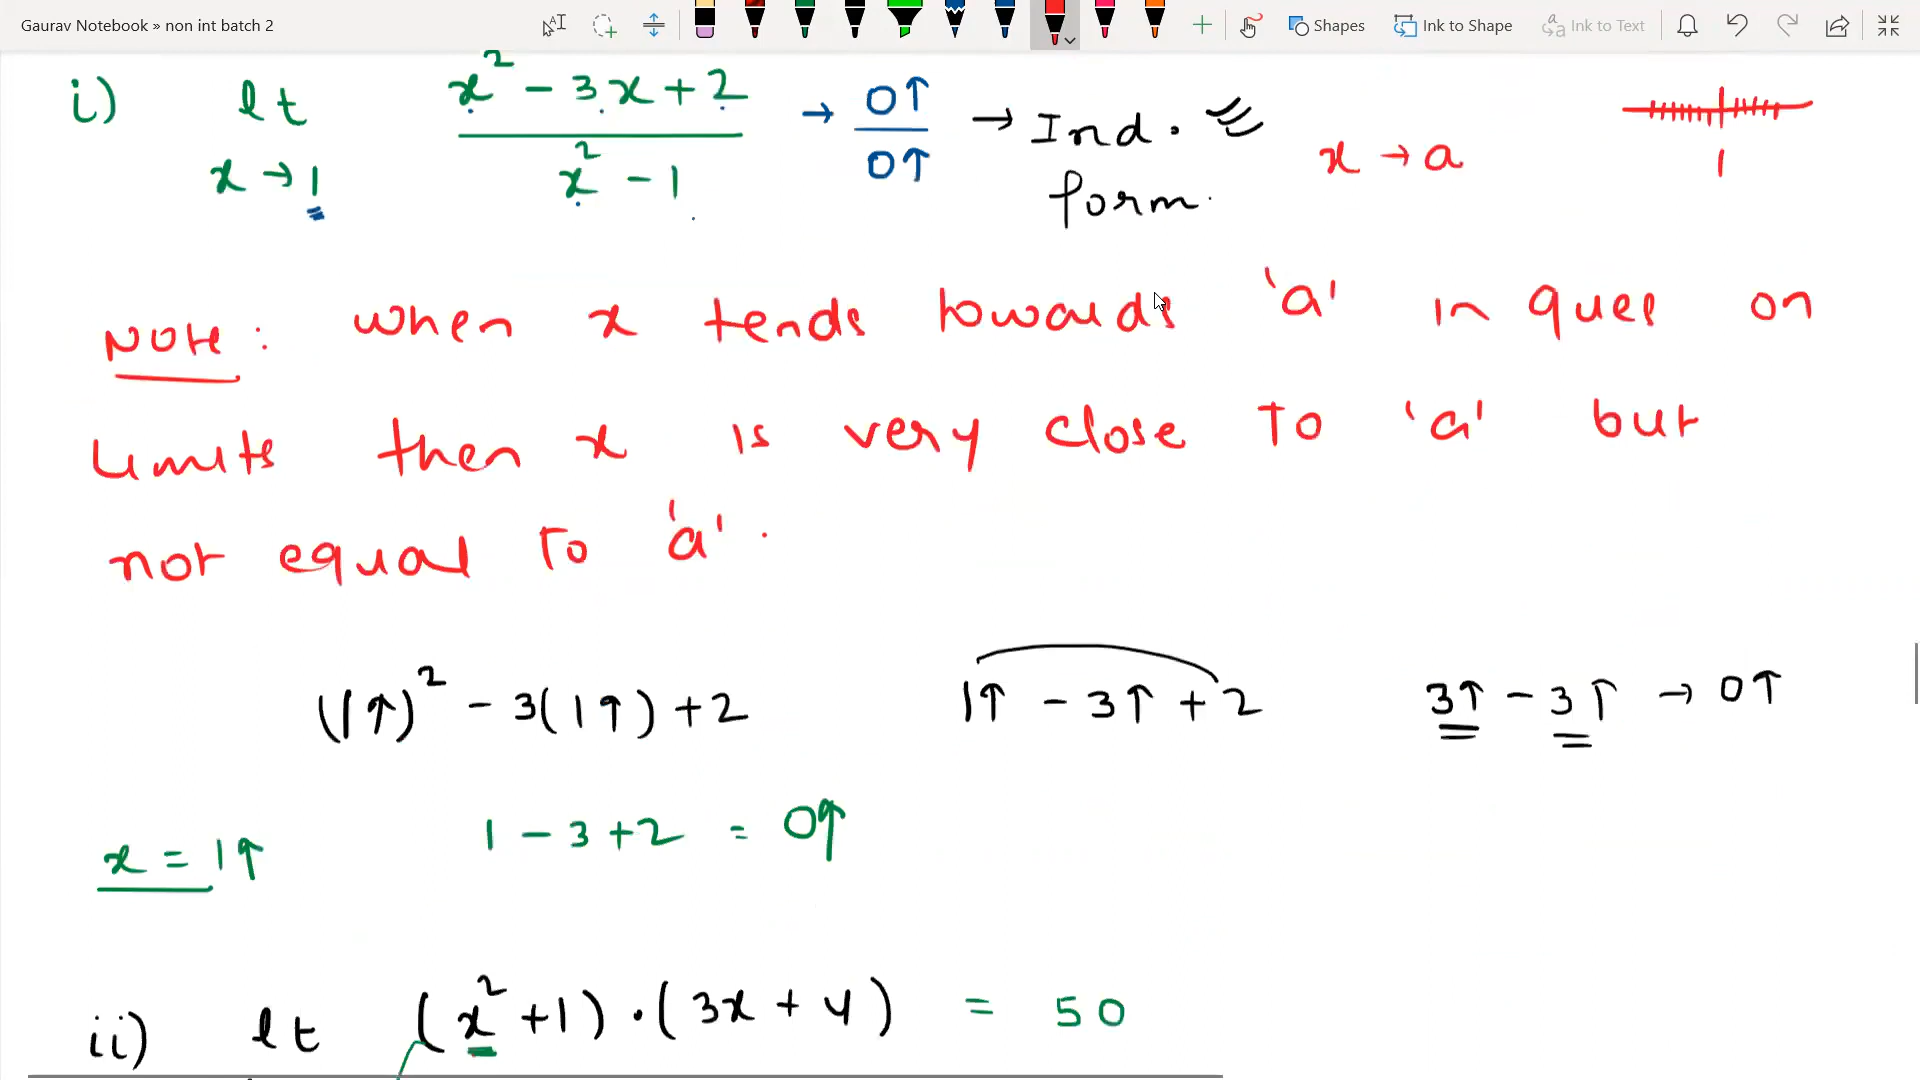 Gaurav Notebook » non int batch 2
Shapes
Ink to Shape
Ink to Text
i) lt x→1 x² - 3x + 2 / x² - 1 → 0↑ / 0↑ → Ind. form.
x → a
1
NOTE: when x tends towards 'a' in ques on
limits then x is very close to 'a' but
not equal to 'a'.
(1↑)² - 3(1↑) + 2
1↑ - 3↑ + 2
3↑ - 3↑ → 0↑
x = 1↑
1 - 3 + 2 = 0↑
ii) lt (x² + 1) · (3x + 4) = 50